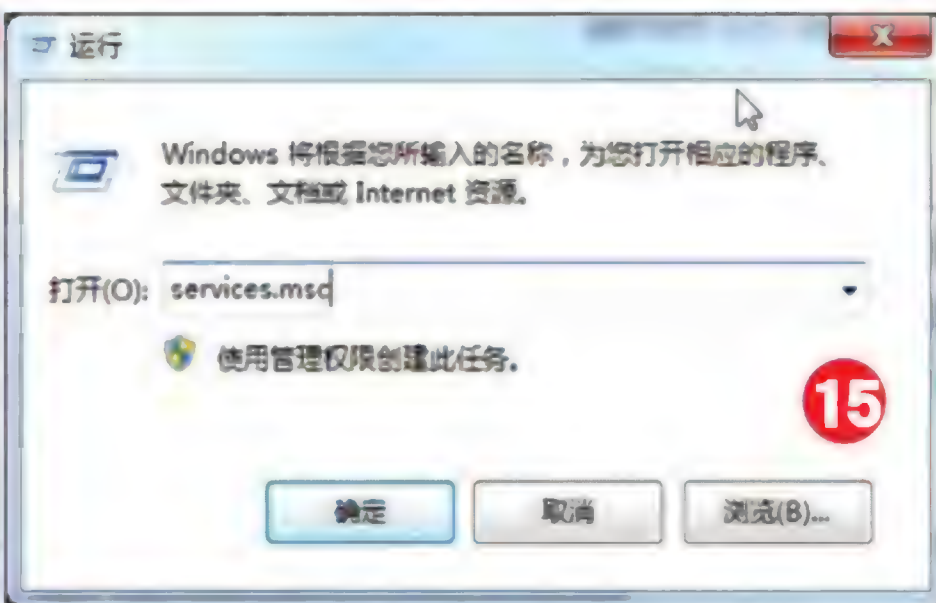 运行
Windows 将根据您所输入的名称，为您打开相应的程序、
文件夹、文档或 Internet 资源。
打开(O): services.msc
使用管理权限创建此任务。
15
确定 取消 浏览(B)...